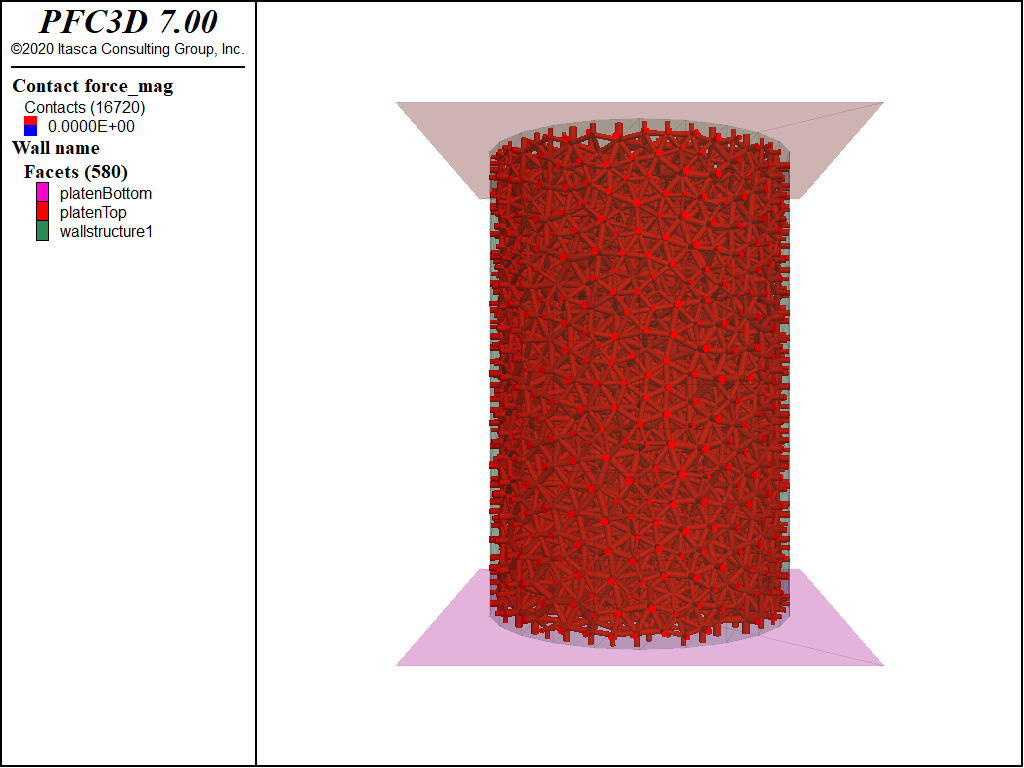 PFC3D 7.00
©2020 Itasca Consulting Group, Inc.
Contact force_mag
Contacts (16720)
0.0000E+00
Wall name
Facets (580)
platenBottom
platenTop
wallstructure1